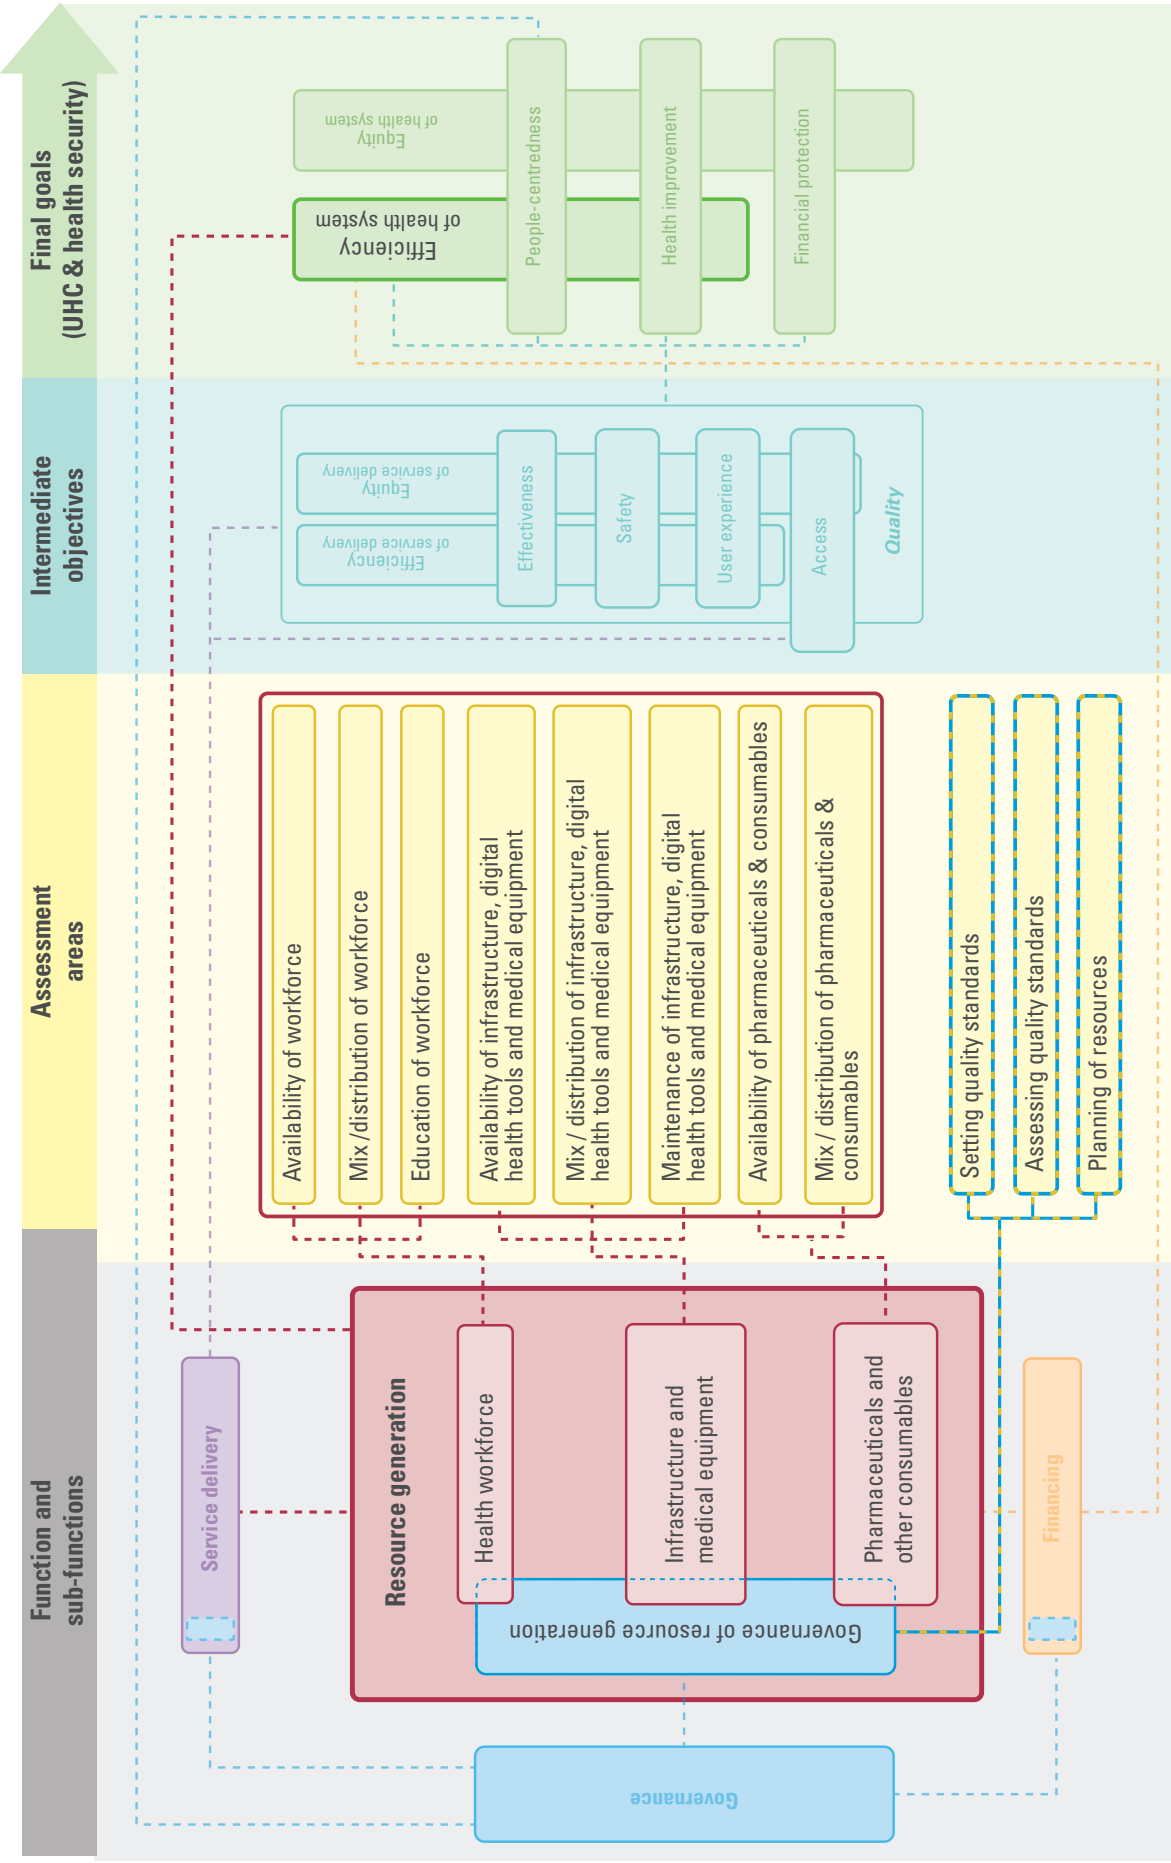 Function and
sub-functions
Assessment
areas
Intermediate
objectives
Final goals
(UHC & health security)
Governance
Service delivery
Resource generation
Governance of resource generation
Health workforce
Infrastructure and
medical equipment
Pharmaceuticals and
other consumables
Financing
Availability of workforce
Mix / distribution of workforce
Education of workforce
Availability of infrastructure, digital
health tools and medical equipment
Mix / distribution of infrastructure, digital
health tools and medical equipment
Maintenance of infrastructure, digital
health tools and medical equipment
Availability of pharmaceuticals & consumables
Mix / distribution of pharmaceuticals &
consumables
Setting quality standards
Assessing quality standards
Planning of resources
Efficiency
of service delivery
Equity
of service delivery
Effectiveness
Safety
User experience
Access
Quality
Efficiency
of health system
Equity
of health system
People-centredness
Health improvement
Financial protection